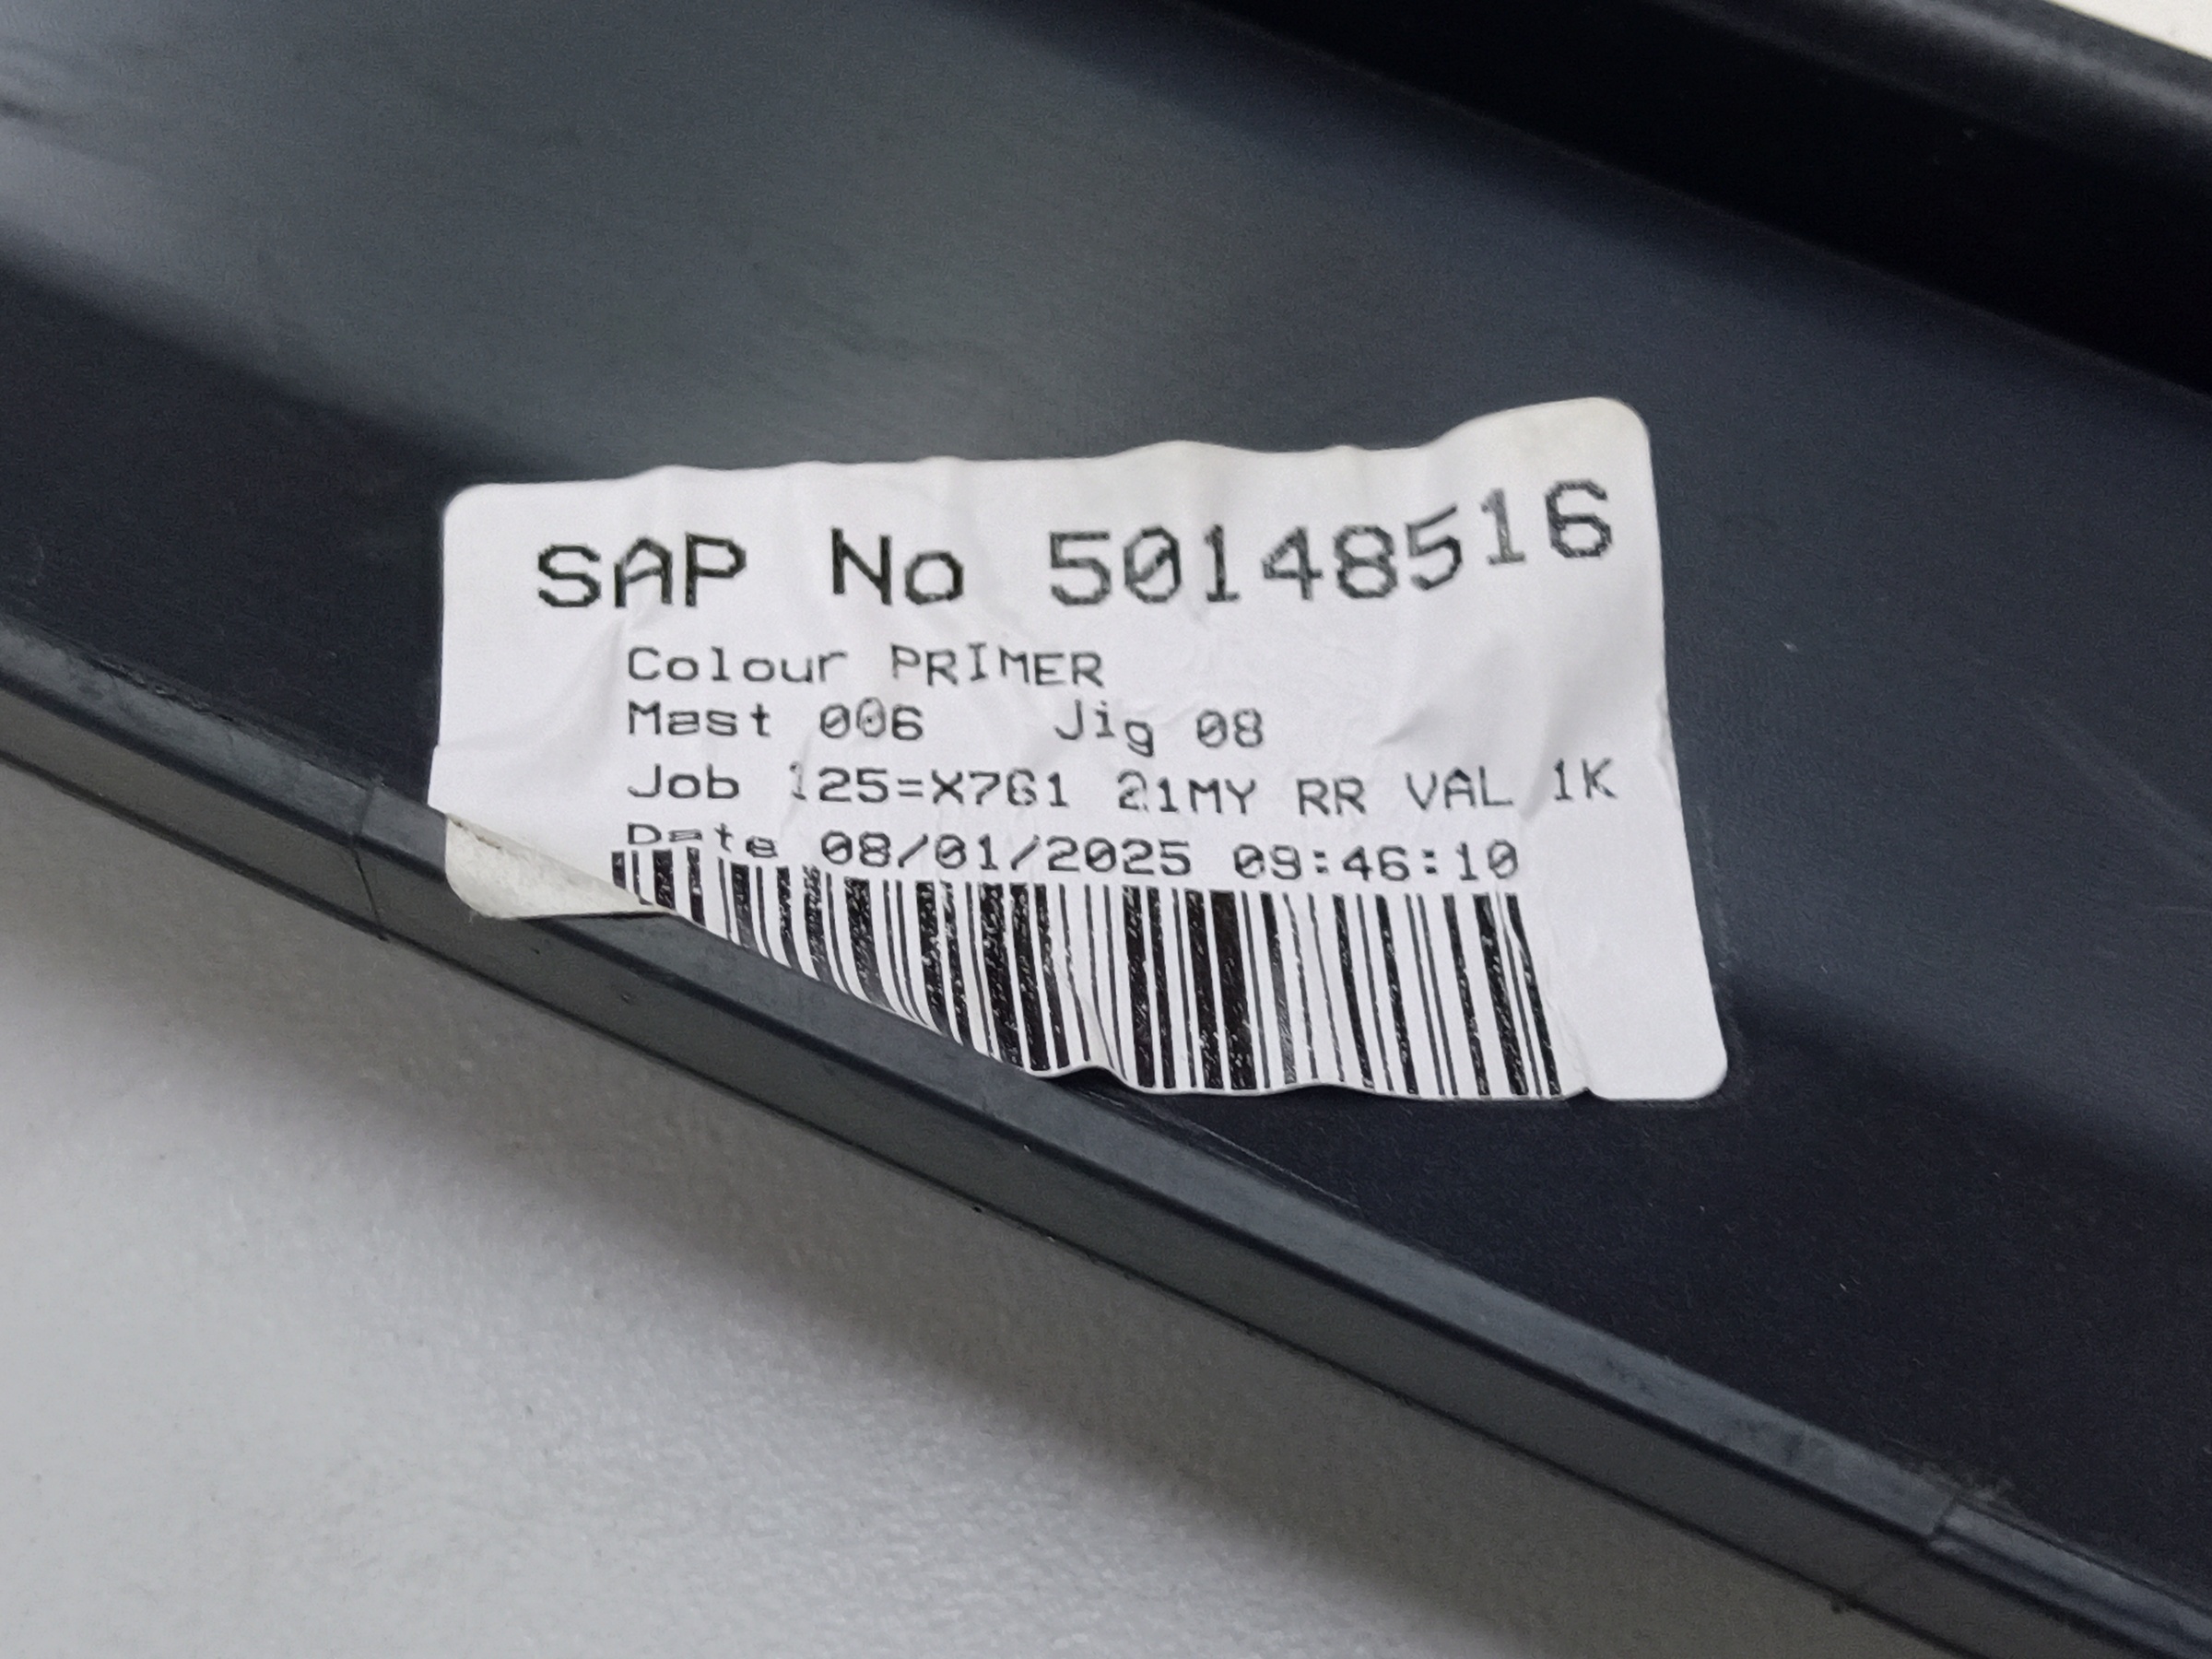 SAP No 50148516
Colour PRIMER
Mast 006 Jig 08
Job 125=X7G1 21MY RR VAL 1K
Date 08/01/2025 09:46:10